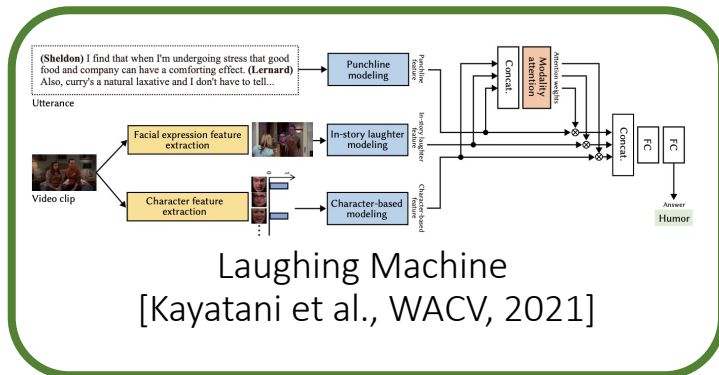 (Sheldon) I find that when I'm undergoing stress that good
food and company can have a comforting effect. (Lernard)
Also, curry's a natural laxative and I don't have to tell...
Utterance
Punchline modeling
Punchline feature
Concat.
Modality attention
Attention weights
Facial expression feature
extraction
In-story laughter
modeling
In-story laughter feature
Video clip
Character feature
extraction
0
1
Character-based
modeling
Character-based feature
Concat.
FC
FC
Answer
Humor
Laughing Machine
[Kayatani et al., WACV, 2021]